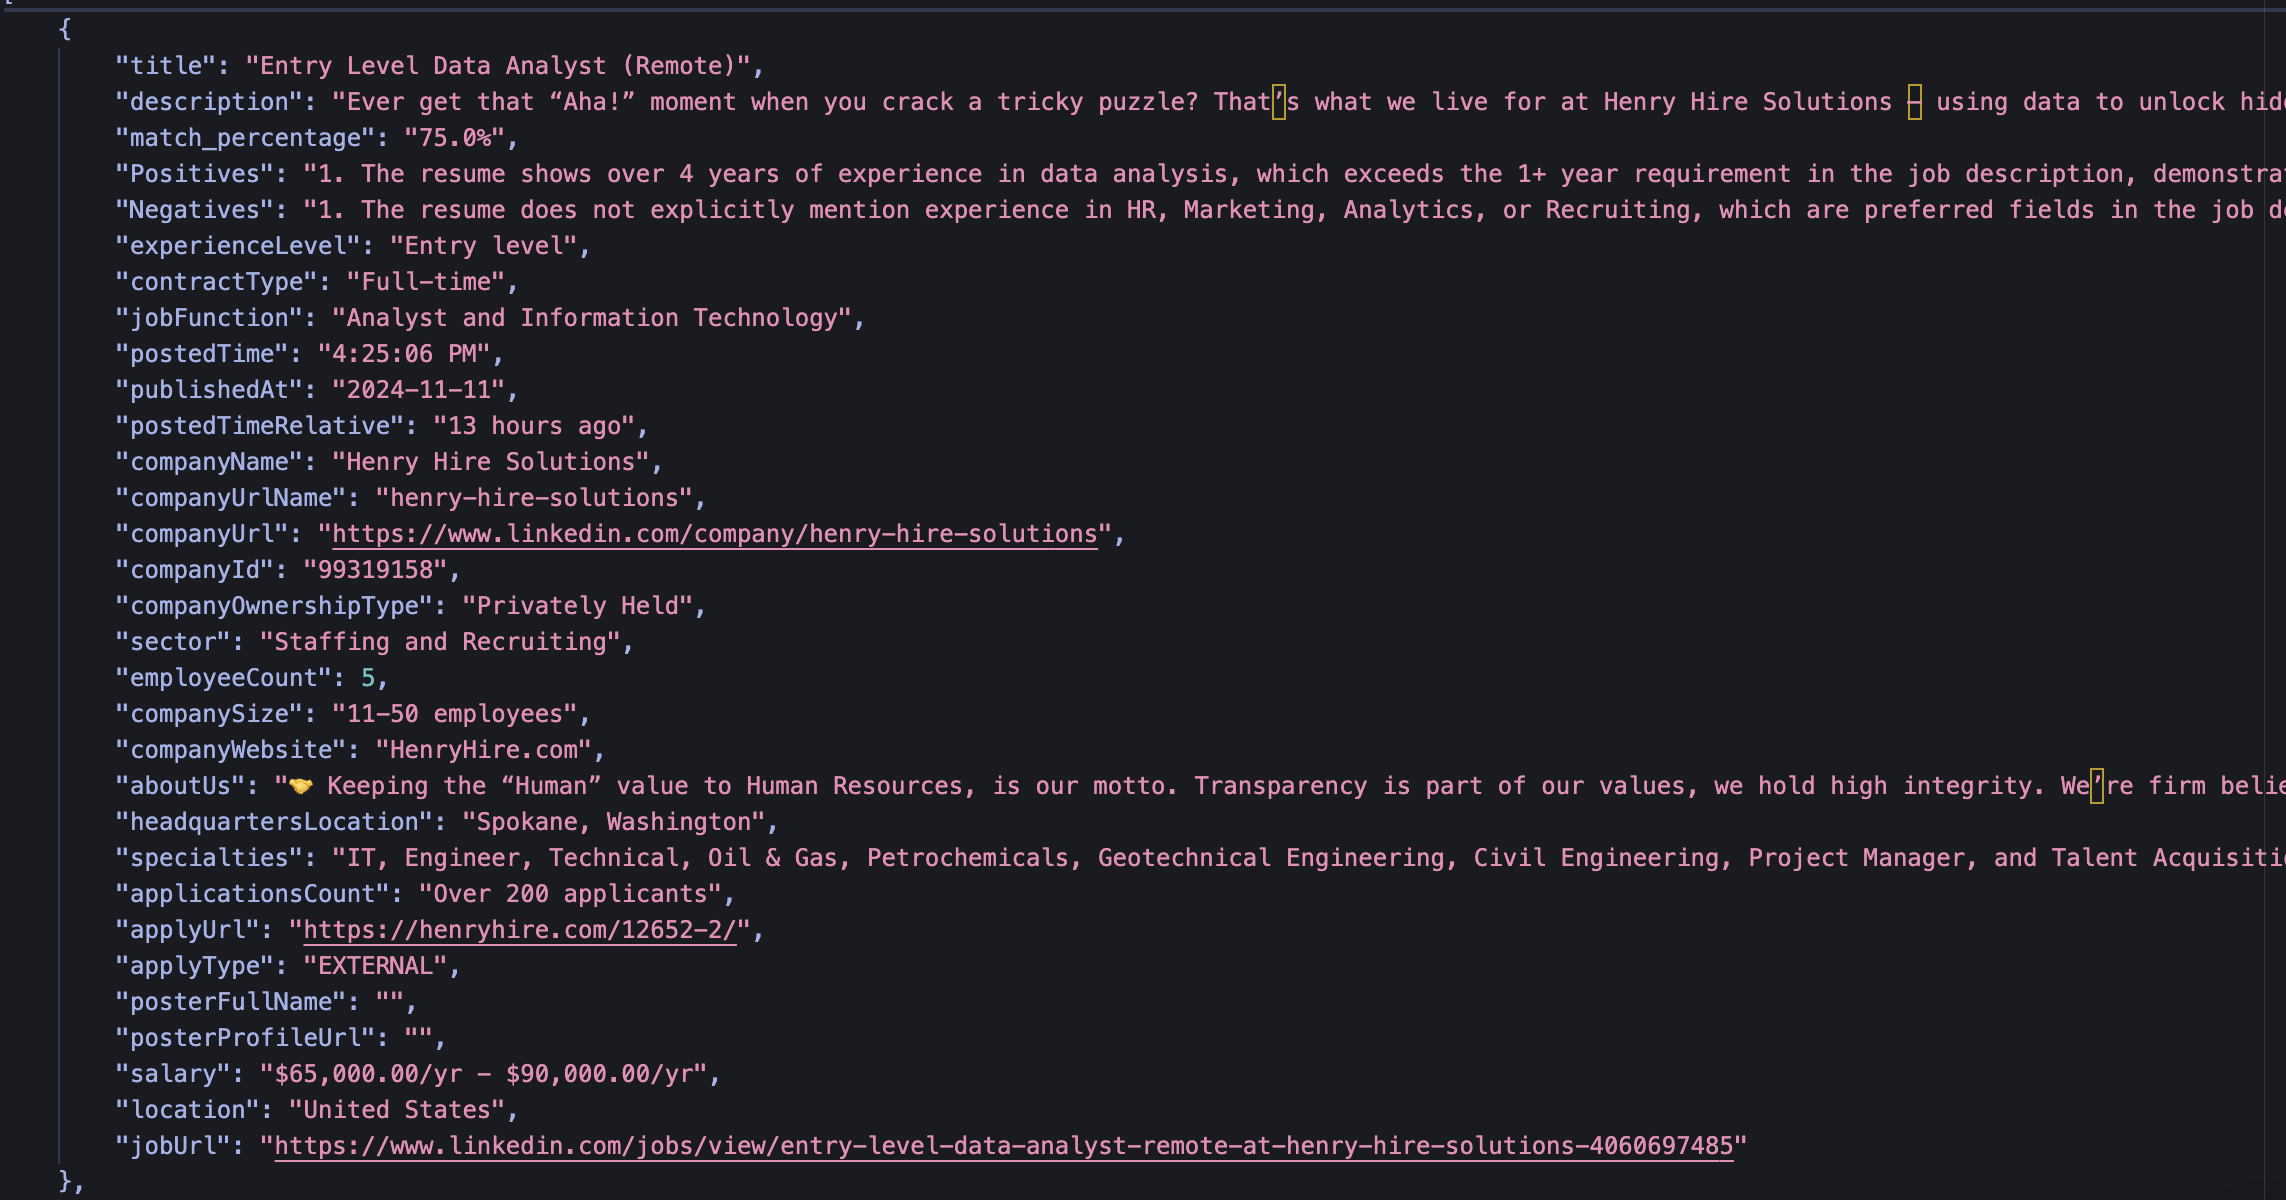 {
"title": "Entry Level Data Analyst (Remote)",
"description": "Ever get that “Aha!” moment when you crack a tricky puzzle? That’s what we live for at Henry Hire Solutions – using data to unlock
"match_percentage": "75.0%",
"Positives": "1. The resume shows over 4 years of experience in data analysis, which exceeds the 1+ year requirement in the job description,
"Negatives": "1. The resume does not explicitly mention experience in HR, Marketing, Analytics, or Recruiting, which are preferred fields in the job
"experienceLevel": "Entry level",
"contractType": "Full-time",
"jobFunction": "Analyst and Information Technology",
"postedTime": "4:25:06 PM",
"publishedAt": "2024-11-11",
"postedTimeRelative": "13 hours ago",
"companyName": "Henry Hire Solutions",
"companyUrlName": "henry-hire-solutions",
"companyUrl": "https://www.linkedin.com/company/henry-hire-solutions",
"companyId": "99319158",
"companyOwnershipType": "Privately Held",
"sector": "Staffing and Recruiting",
"employeeCount": 5,
"companySize": "11-50 employees",
"companyWebsite": "HenryHire.com",
"aboutUs": "🤝 Keeping the “Human” value to Human Resources, is our motto. Transparency is part of our values, we hold high integrity. We’re firm
"headquartersLocation": "Spokane, Washington",
"specialties": "IT, Engineer, Technical, Oil & Gas, Petrochemicals, Geotechnical Engineering, Civil Engineering, Project Manager, and Talent
"applicationsCount": "Over 200 applicants",
"applyUrl": "https://henryhire.com/12652-2/",
"applyType": "EXTERNAL",
"posterFullName": "",
"posterProfileUrl": "",
"salary": "$65,000.00/yr - $90,000.00/yr",
"location": "United States",
"jobUrl": "https://www.linkedin.com/jobs/view/entry-level-data-analyst-remote-at-henry-hire-solutions-4060697485"
},